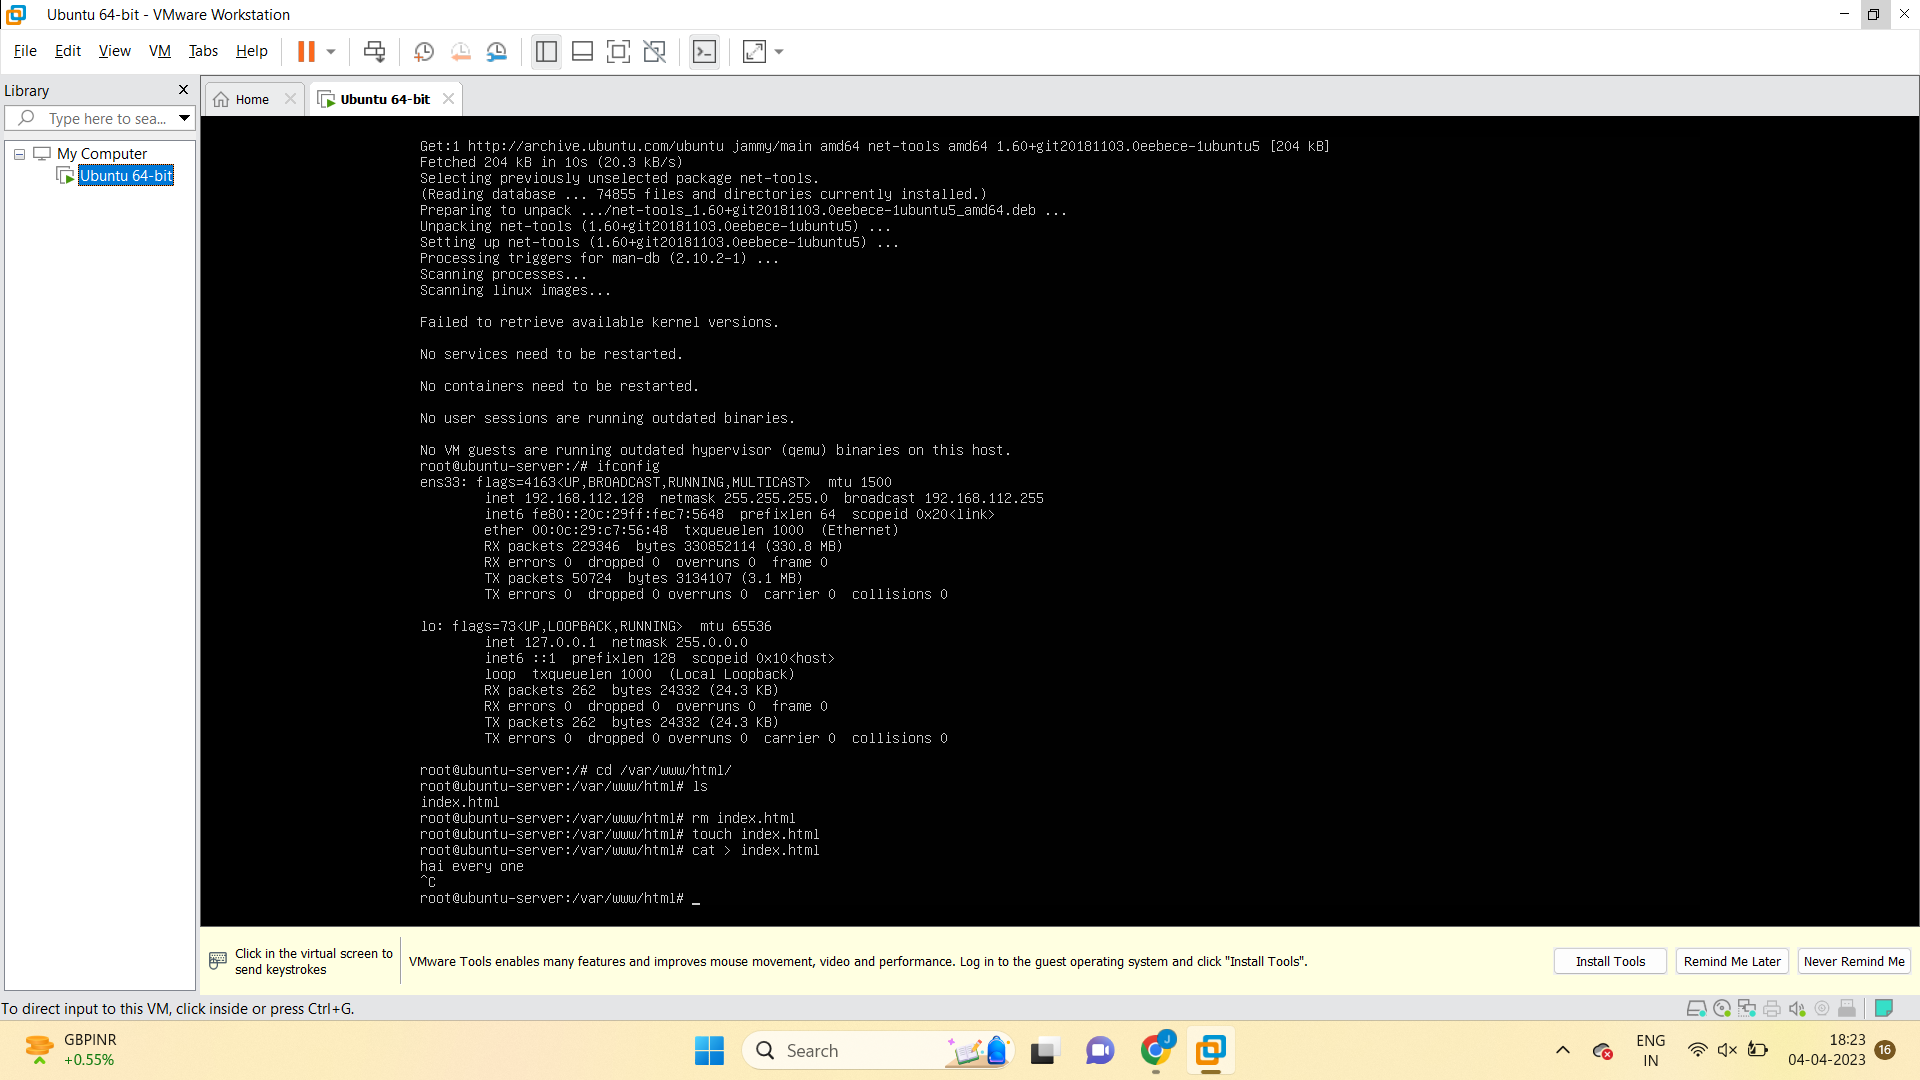 Ubuntu 64-bit - VMware Workstation
File Edit View VM Tabs Help
Library
Type here to sea...
My Computer
Ubuntu 64-bit
Home
Ubuntu 64-bit
Get:1 http://archive.ubuntu.com/ubuntu jammy/main amd64 net-tools amd64 1.60+git20181103.0eebece-1ubuntu5 [204 kB]
Fetched 204 kB in 10s (20.3 kB/s)
Selecting previously unselected package net-tools.
(Reading database ... 74855 files and directories currently installed.)
Preparing to unpack .../net-tools_1.60+git20181103.0eebece-1ubuntu5_amd64.deb ...
Unpacking net-tools (1.60+git20181103.0eebece-1ubuntu5) ...
Setting up net-tools (1.60+git20181103.0eebece-1ubuntu5) ...
Processing triggers for man-db (2.10.2-1) ...
Scanning processes...
Scanning linux images...
Failed to retrieve available kernel versions.
No services need to be restarted.
No containers need to be restarted.
No user sessions are running outdated binaries.
No VM guests are running outdated hypervisor (qemu) binaries on this host.
root@ubuntu-server:/# ifconfig
ens33: flags=4163<UP,BROADCAST,RUNNING,MULTICAST>  mtu 1500
        inet 192.168.112.128  netmask 255.255.255.0  broadcast 192.168.112.255
        inet6 fe80::20c:29ff:fec7:5648  prefixlen 64  scopeid 0x20<link>
        ether 00:0c:29:c7:56:48  txqueuelen 1000  (Ethernet)
        RX packets 229346  bytes 330852114 (330.8 MB)
        RX errors 0  dropped 0  overruns 0  frame 0
        TX packets 50724  bytes 3134107 (3.1 MB)
        TX errors 0  dropped 0 overruns 0  carrier 0  collisions 0
lo: flags=73<UP,LOOPBACK,RUNNING>  mtu 65536
        inet 127.0.0.1  netmask 255.0.0.0
        inet6 ::1  prefixlen 128  scopeid 0x10<host>
        loop  txqueuelen 1000  (Local Loopback)
        RX packets 262  bytes 24332 (24.3 KB)
        RX errors 0  dropped 0  overruns 0  frame 0
        TX packets 262  bytes 24332 (24.3 KB)
        TX errors 0  dropped 0 overruns 0  carrier 0  collisions 0
root@ubuntu-server:/# cd /var/www/html/
root@ubuntu-server:/var/www/html# ls
index.html
root@ubuntu-server:/var/www/html# rm index.html
root@ubuntu-server:/var/www/html# touch index.html
root@ubuntu-server:/var/www/html# cat > index.html
hai every one
^C
root@ubuntu-server:/var/www/html# _
Click in the virtual screen to
send keystrokes
VMware Tools enables many features and improves mouse movement, video and performance. Log in to the guest operating system and click "Install Tools".
Install Tools
Remind Me Later
Never Remind Me
To direct input to this VM, click inside or press Ctrl+G.
GBPINR
+0.55%
Search
J
ENG
IN
18:23
04-04-2023
16